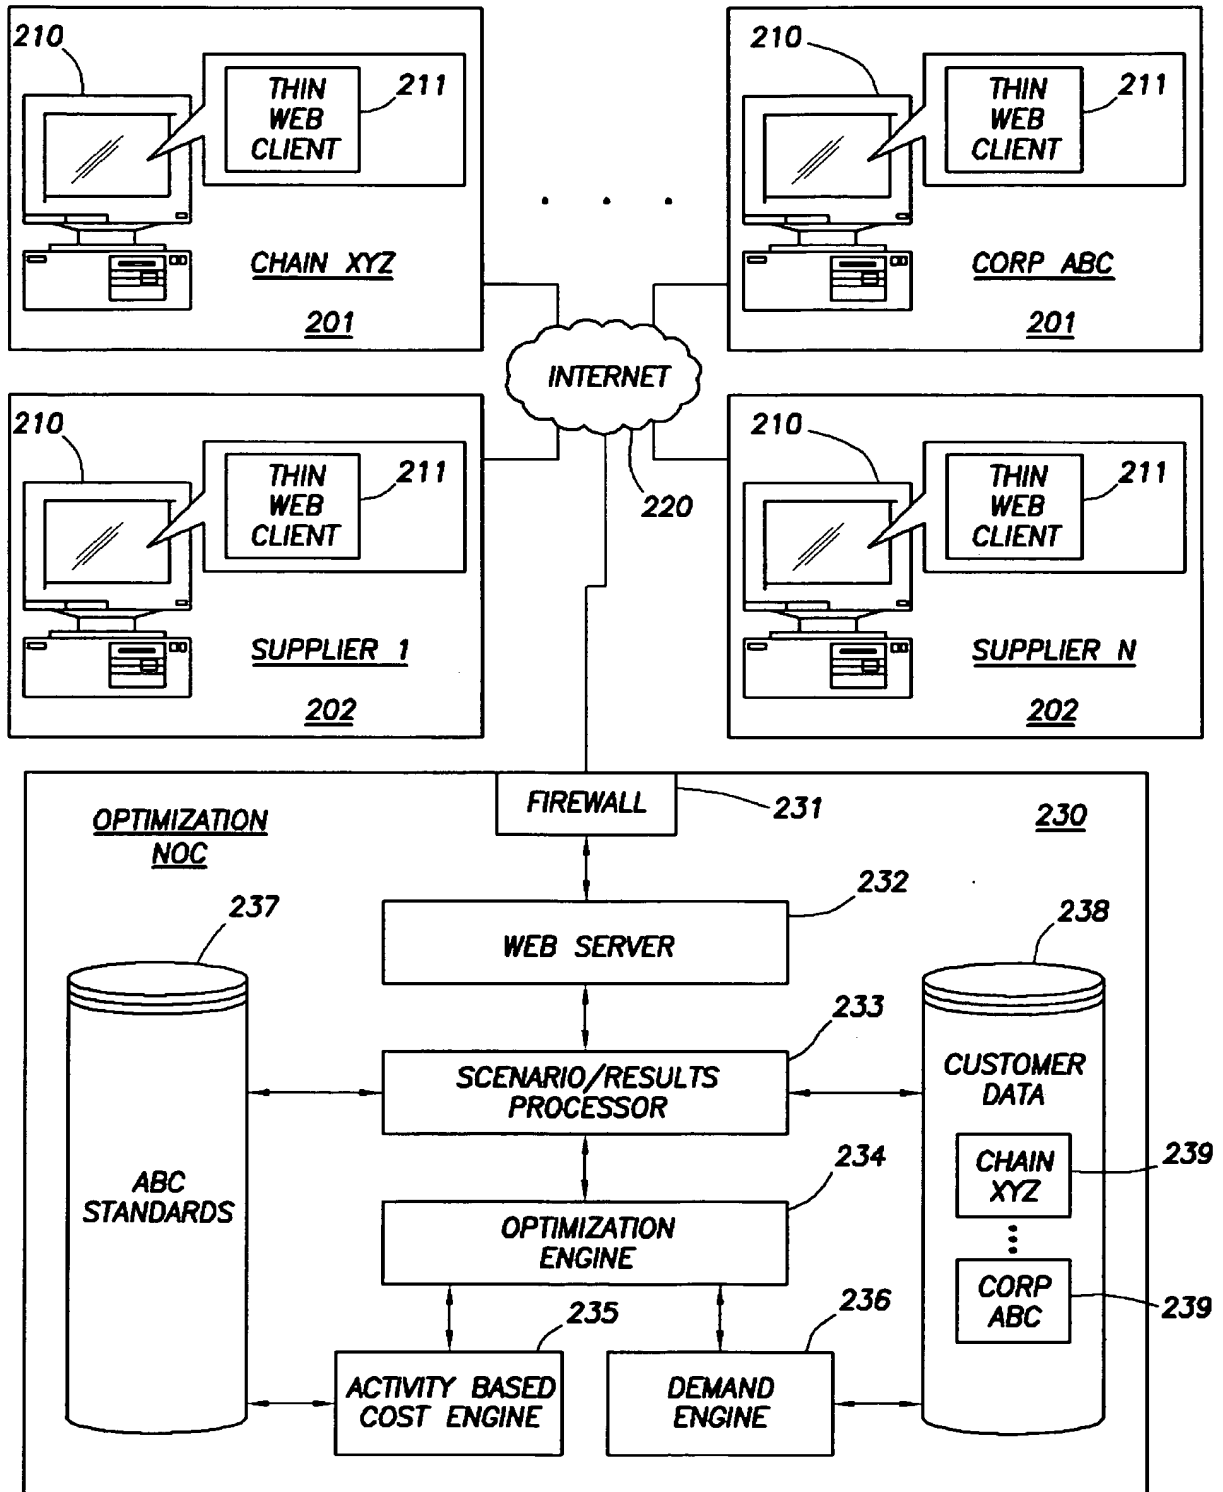 210
THIN
WEB
CLIENT
211
CHAIN XYZ
201
210
THIN
WEB
CLIENT
211
CORP ABC
201
INTERNET
220
210
THIN
WEB
CLIENT
211
SUPPLIER 1
202
210
THIN
WEB
CLIENT
211
SUPPLIER N
202
OPTIMIZATION
NOC
FIREWALL
231
230
237
WEB SERVER
232
238
SCENARIO/RESULTS
PROCESSOR
233
CUSTOMER
DATA
ABC
STANDARDS
OPTIMIZATION
ENGINE
234
CHAIN
XYZ
239
CORP
ABC
239
ACTIVITY BASED
COST ENGINE
235
DEMAND
ENGINE
236